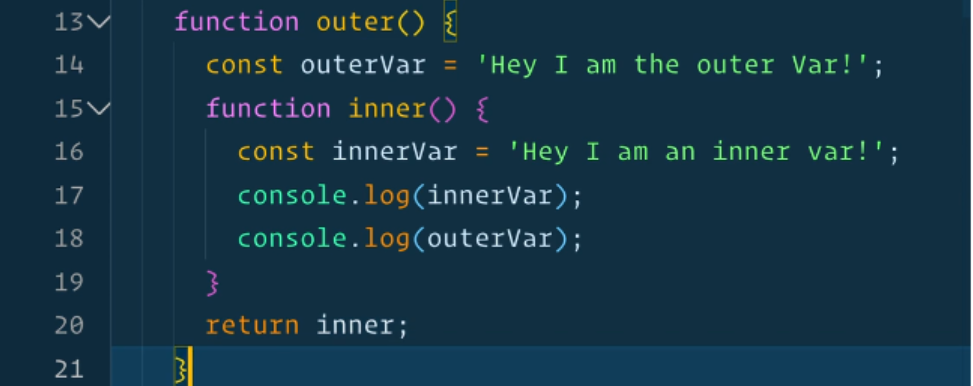 13 function outer() {
14 const outerVar = 'Hey I am the outer Var!';
15 function inner() {
16 const innerVar = 'Hey I am an inner var!';
17 console.log(innerVar);
18 console.log(outerVar);
19 }
20 return inner;
21 }